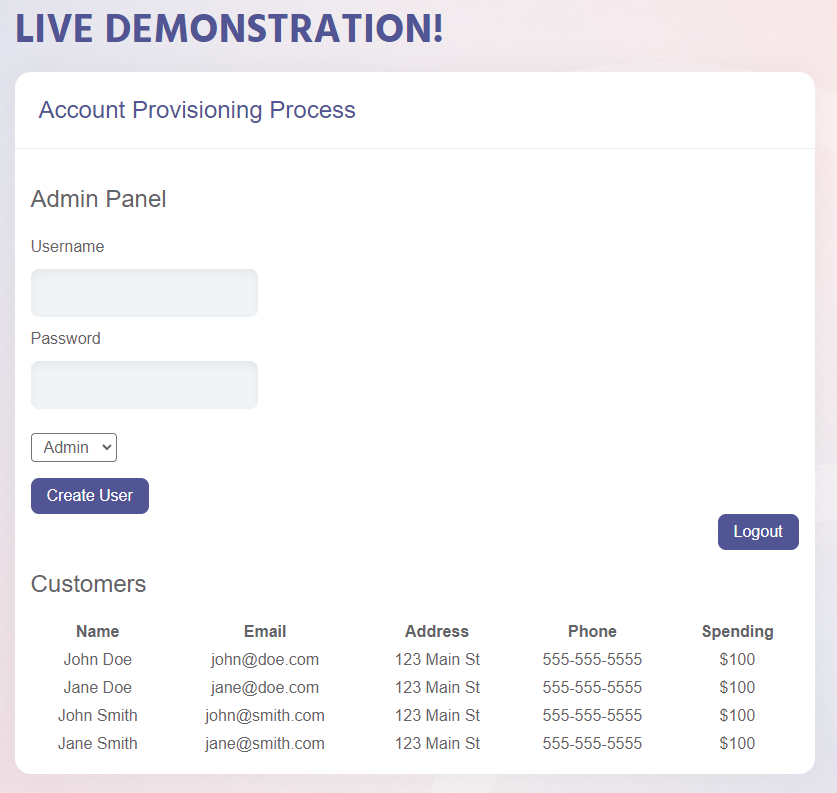 LIVE DEMONSTRATION!
Account Provisioning Process
Admin Panel
Username
Password
Admin
Create User
Logout
Customers
Name Email Address Phone Spending
John Doe john@doe.com 123 Main St 555-555-5555 $100
Jane Doe jane@doe.com 123 Main St 555-555-5555 $100
John Smith john@smith.com 123 Main St 555-555-5555 $100
Jane Smith jane@smith.com 123 Main St 555-555-5555 $100